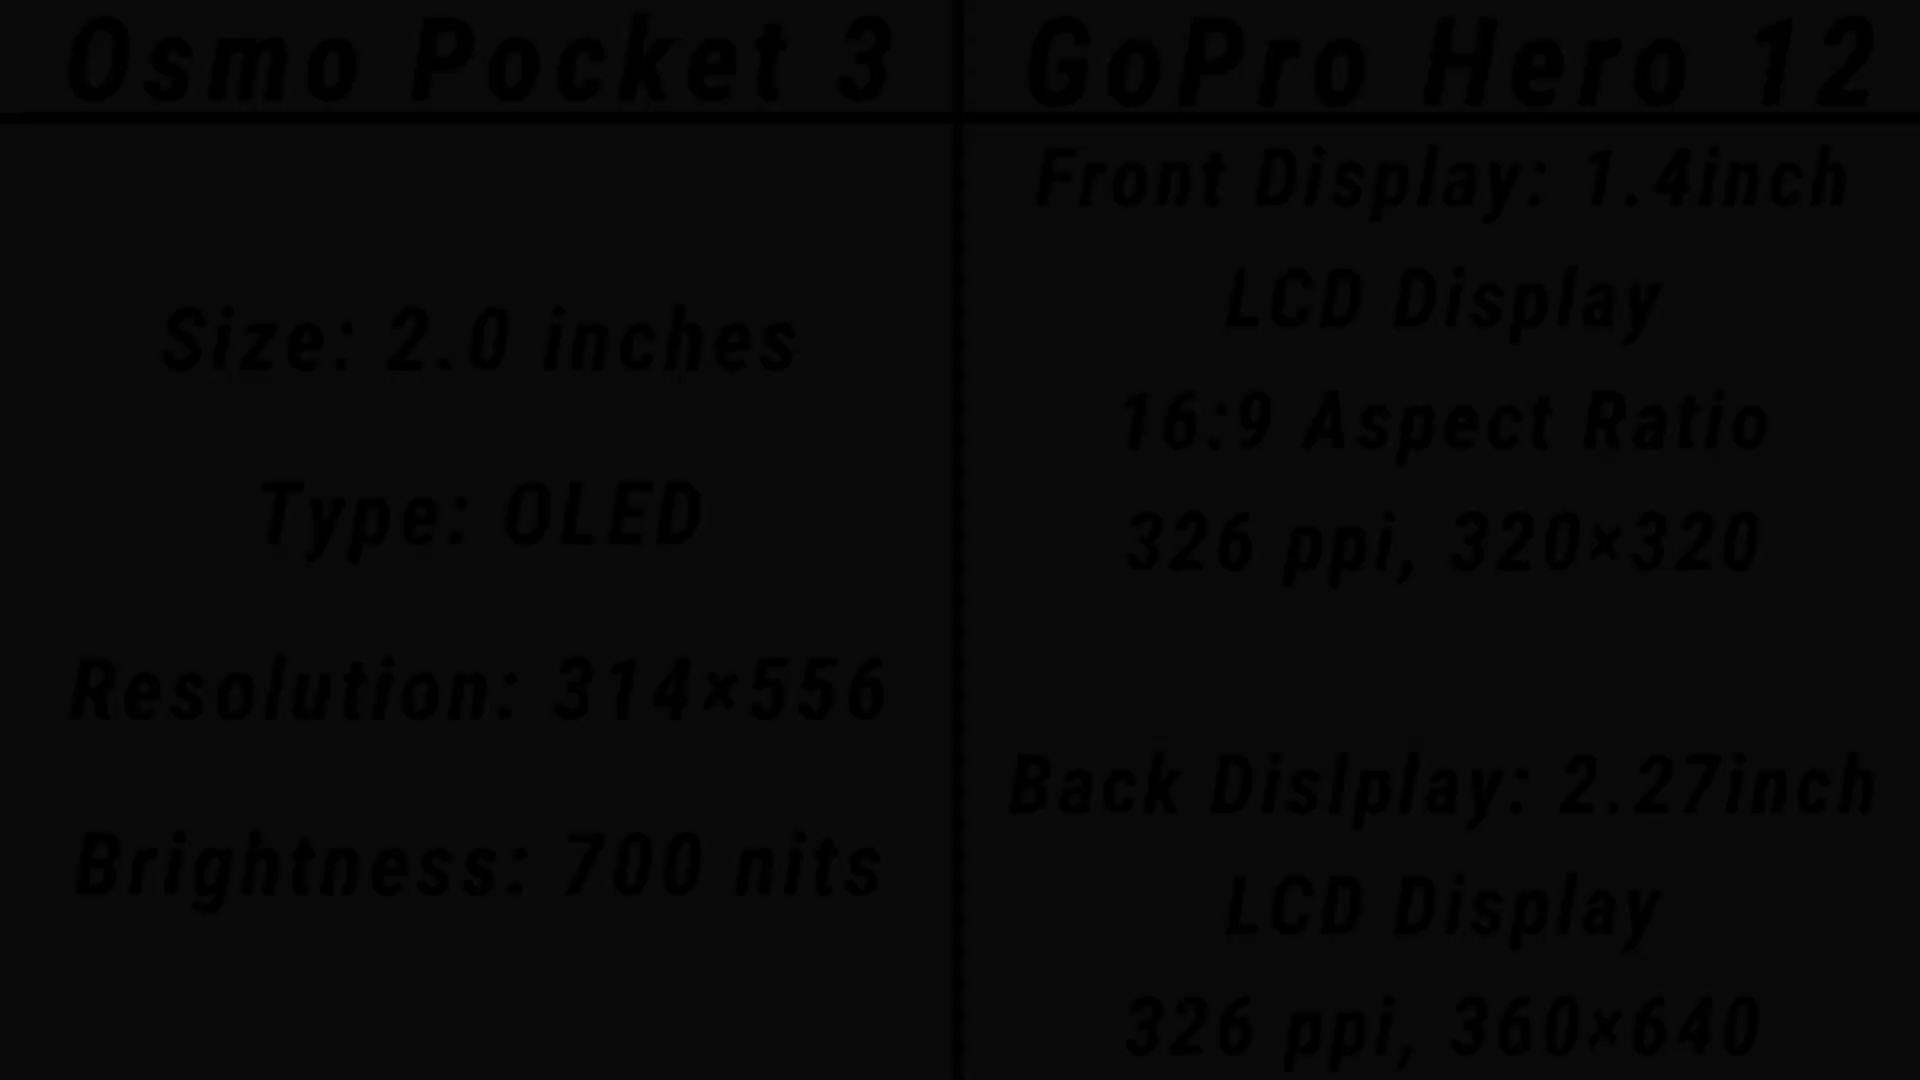 Osmo Pocket 3
Size: 2.0 inches
Type: OLED
Resolution: 314×556
Brightness: 700 nits
GoPro Hero 12
Front Display: 1.4inch
LCD Display
16:9 Aspect Ratio
326 ppi, 320×320
Back Dislplay: 2.27inch
LCD Display
326 ppi, 360×640